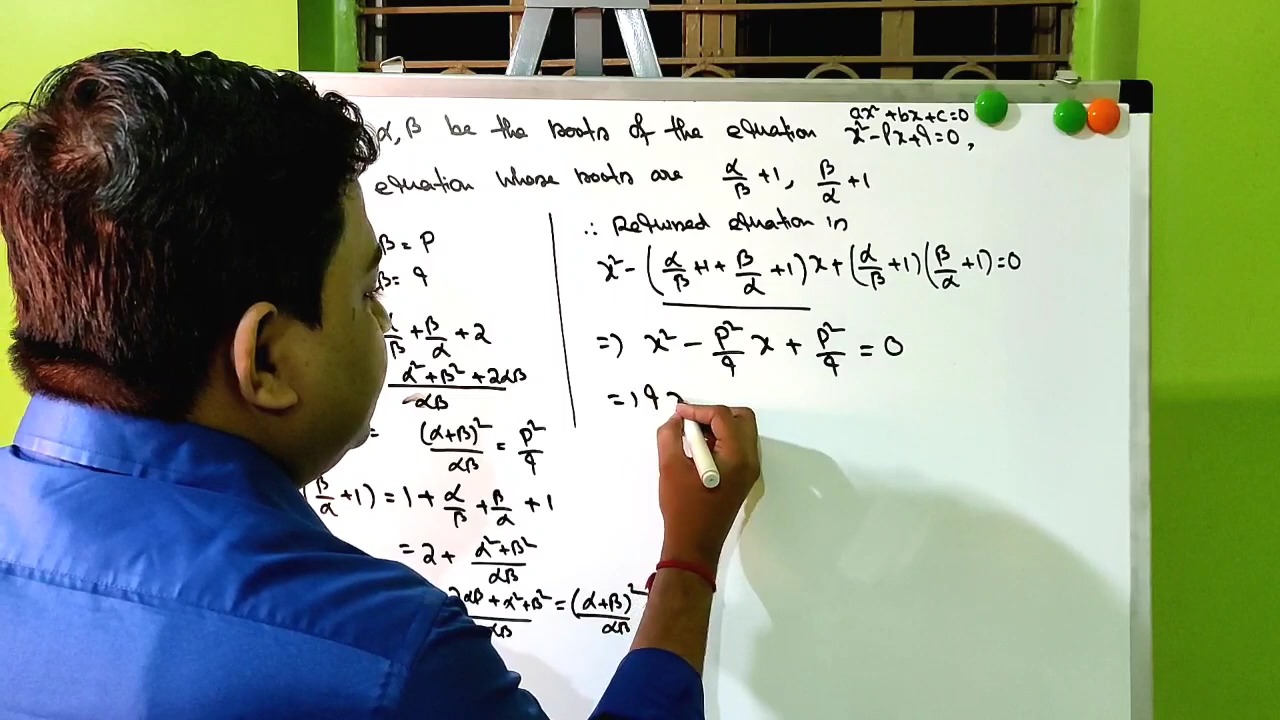 ax² + bx + c = 0
α, β be the roots of the equation x² - px + q = 0,
equation whose roots are α/β + 1, β/α + 1
β = p
β = q
α/β + β/α + 2
α² + β² + 2αβ / αβ
= (α+β)²/αβ = p²/q
(β/α + 1) = 1 + α/β + β/α + 1
= 2 + α² + β² / αβ
2αβ + α² + β² / αβ = (α+β)²/αβ
∴ Returned equation is
x² - (α/β + 1 + β/α + 1)x + (α/β + 1)(β/α + 1) = 0
=) x² - p²/q x + p²/q = 0
=) q